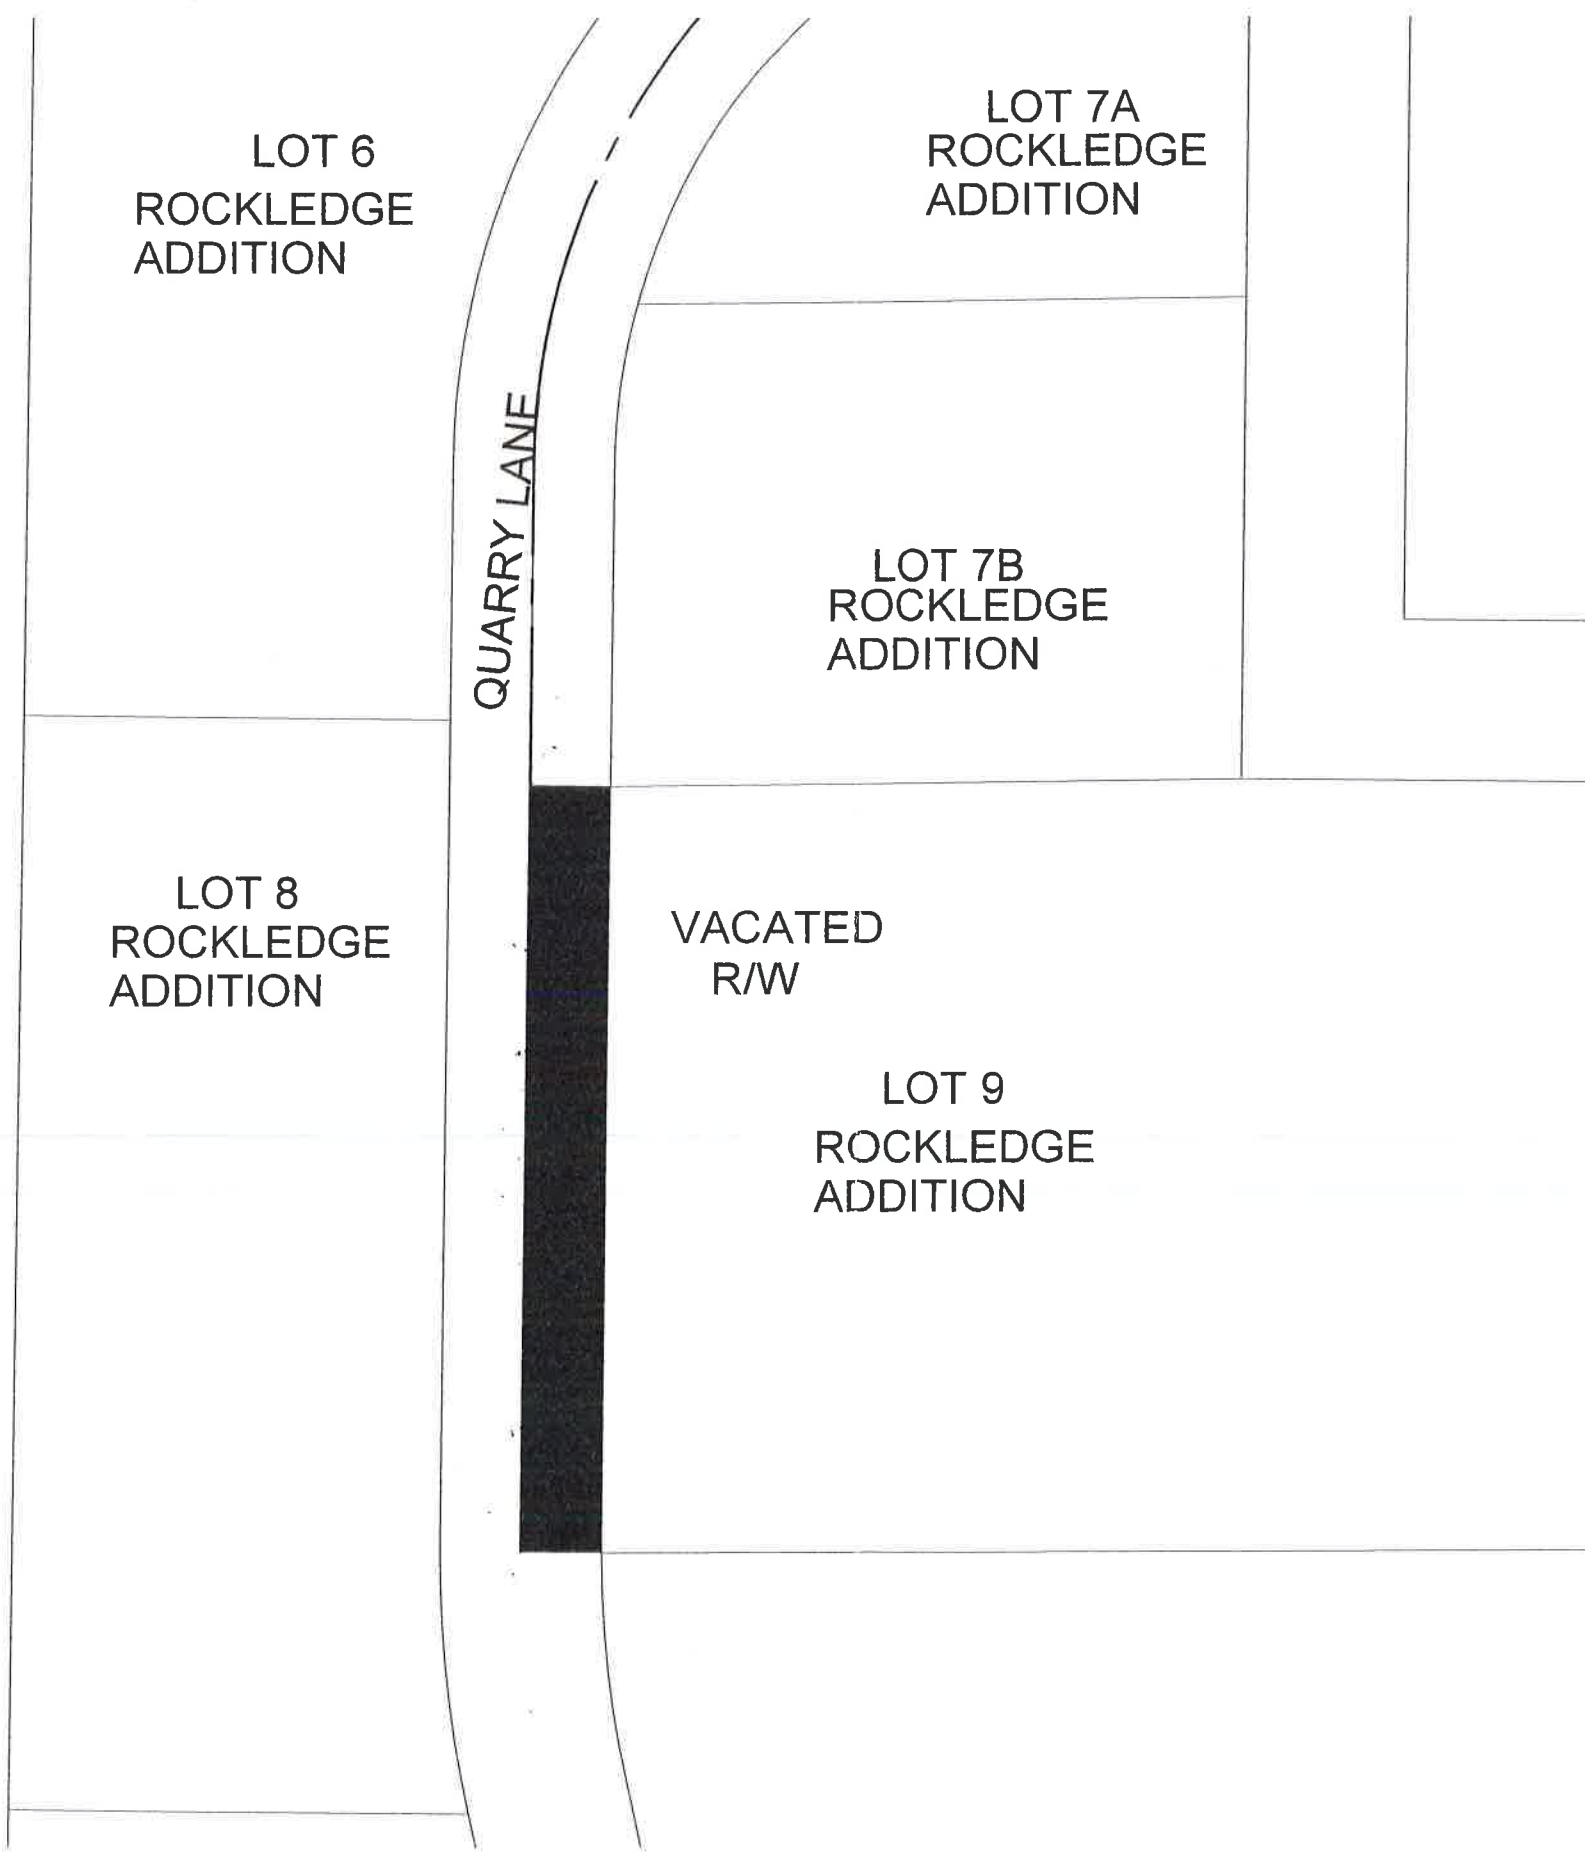 LOT 6
ROCKLEDGE
ADDITION
LOT 7A
ROCKLEDGE
ADDITION
QUARRY LANE
LOT 7B
ROCKLEDGE
ADDITION
LOT 8
ROCKLEDGE
ADDITION
VACATED
R/W
LOT 9
ROCKLEDGE
ADDITION